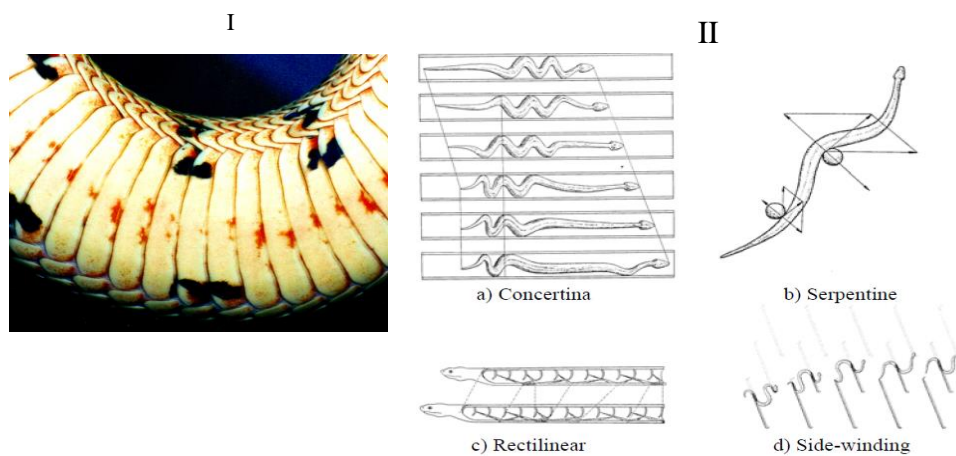 I
II
a) Concertina
b) Serpentine
c) Rectilinear
d) Side-winding